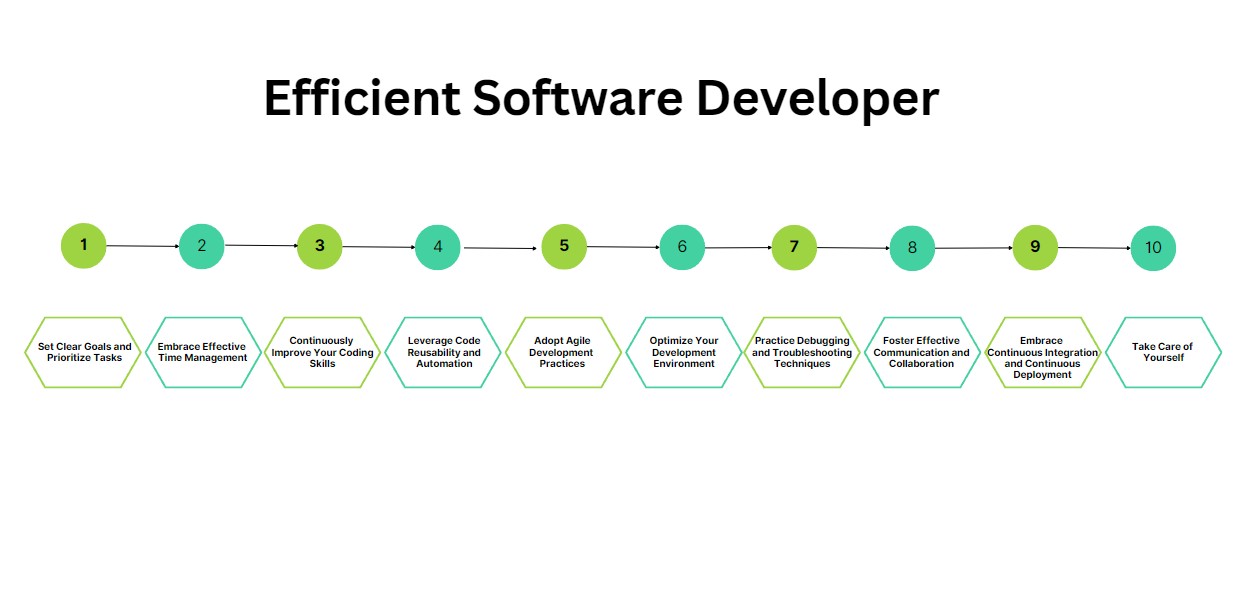 Efficient Software Developer
1 2 3 4 5 6 7 8 9 10
Set Clear Goals and
Prioritize Tasks
Embrace Effective
Time Management
Continuously
Improve Your Coding
Skills
Leverage Code
Reusability and
Automation
Adopt Agile
Development
Practices
Optimize Your
Development
Environment
Practice Debugging
and Troubleshooting
Techniques
Foster Effective
Communication and
Collaboration
Embrace
Continuous Integration
and Continuous
Deployment
Take Care of
Yourself